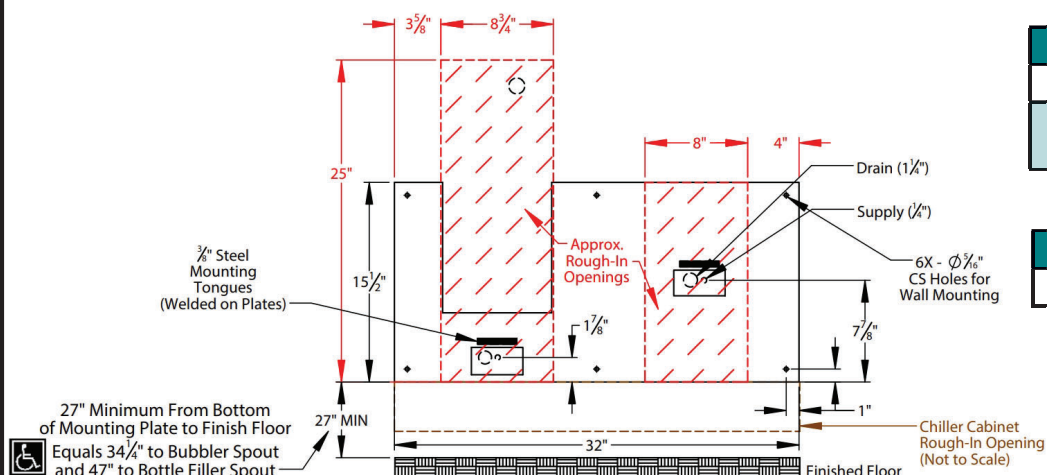 3⅝"
8¾"
25"
8"
4"
Drain (1¼")
Supply (¼")
Approx.
Rough-In
Openings
⅜" Steel
Mounting
Tongues
(Welded on Plates)
15½"
6X - Ø5⁄16"
CS Holes for
Wall Mounting
1⅞"
7⅞"
27" Minimum From Bottom
of Mounting Plate to Finish Floor
Equals 34¼" to Bubbler Spout
and 47" to Bottle Filler Spout
27" MIN
1"
32"
Chiller Cabinet
Rough-In Opening
(Not to Scale)
Finished Floor